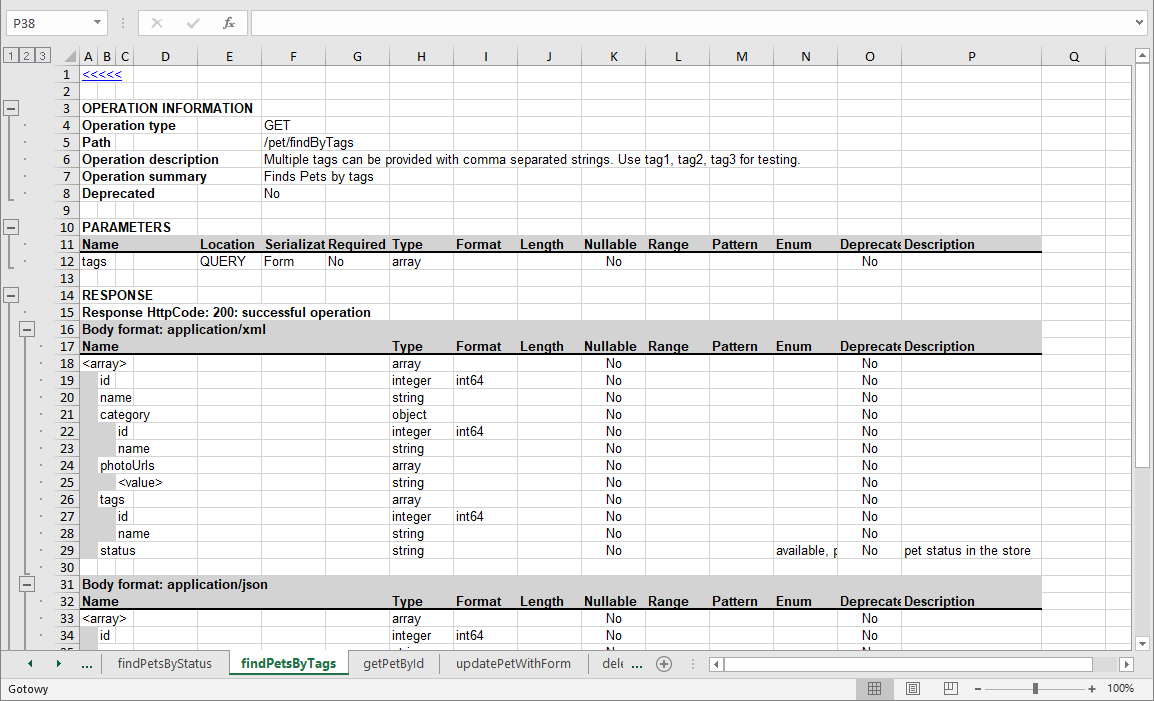 P38
fx
1 2 3
A B C D E F G H I J K L M N O P Q
1 <<<<<
2
3 OPERATION INFORMATION
4 Operation type GET
5 Path /pet/findByTags
6 Operation description Multiple tags can be provided with comma separated strings. Use tag1, tag2, tag3 for testing.
7 Operation summary Finds Pets by tags
8 Deprecated No
9
10 PARAMETERS
11 Name Location Serializat Required Type Format Length Nullable Range Pattern Enum Deprecate Description
12 tags QUERY Form No array No No
13
14 RESPONSE
15 Response HttpCode: 200: successful operation
16 Body format: application/xml
17 Name Type Format Length Nullable Range Pattern Enum Deprecate Description
18 <array> array No No
19 id integer int64 No No
20 name string No No
21 category object No No
22 id integer int64 No No
23 name string No No
24 photoUrls array No No
25 <value> string No No
26 tags array No No
27 id integer int64 No No
28 name string No No
29 status string No available, p No pet status in the store
30
31 Body format: application/json
32 Name Type Format Length Nullable Range Pattern Enum Deprecate Description
33 <array> array No No
34 id integer int64 No No
... findPetsByStatus findPetsByTags getPetById updatePetWithForm dele ...
Gotowy 100%